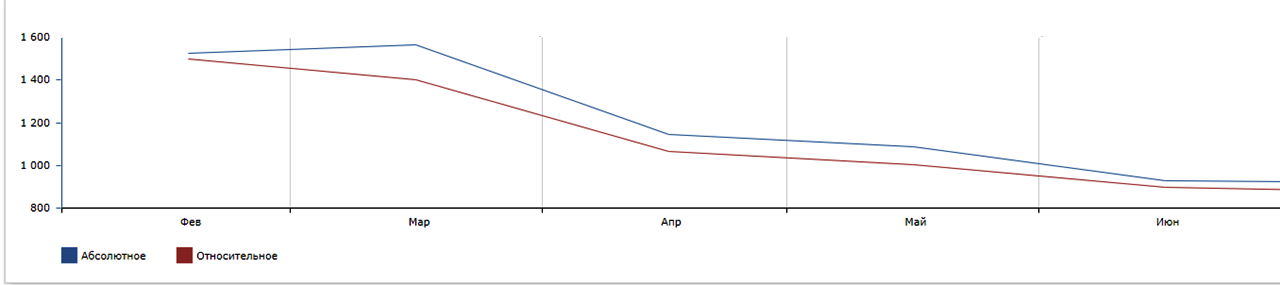 1 600
1 400
1 200
1 000
800
Фев Мар Апр Май Июн
Абсолютное Относительное